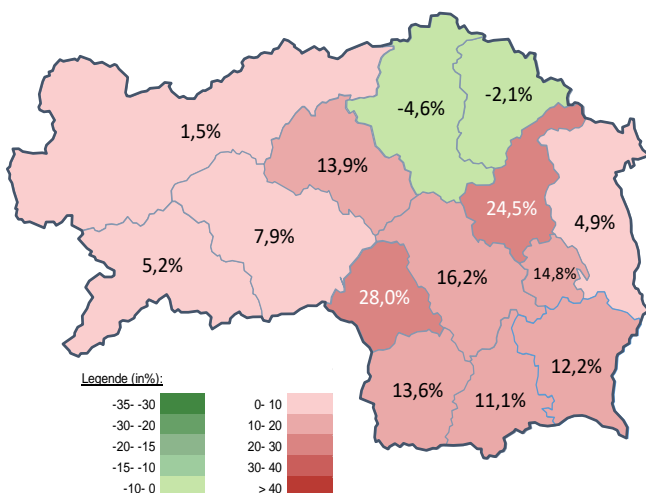 -2,1%
-4,6%
1,5%
13,9%
24,5%
4,9%
7,9%
5,2%
16,2%
14,8%
28,0%
12,2%
13,6%
11,1%
Legende (in%):
-35- -30 0- 10
-30- -20 10- 20
-20- -15 20- 30
-15- -10 30- 40
-10- 0 > 40